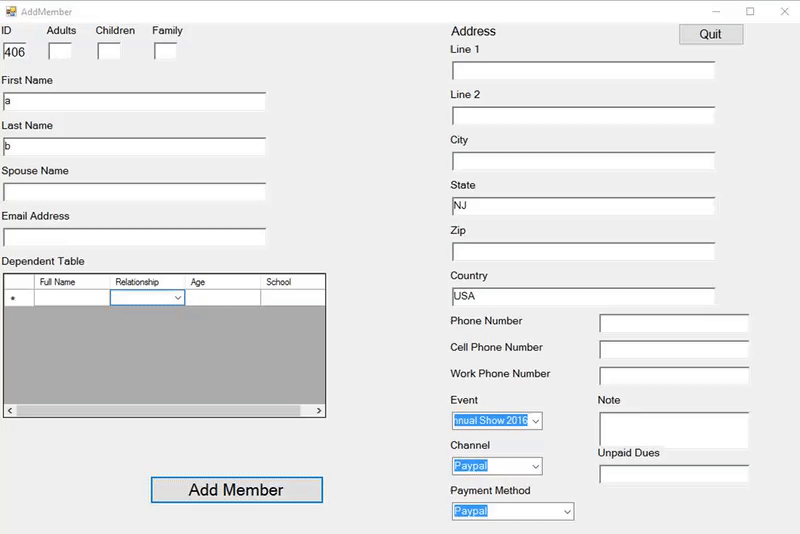 AddMember
ID Adults Children Family
406
First Name
a
Last Name
b
Spouse Name
Email Address
Dependent Table
Full Name Relationship Age School
*
Add Member
Address
Quit
Line 1
Line 2
City
State
NJ
Zip
Country
USA
Phone Number
Cell Phone Number
Work Phone Number
Event
nnual Show 2016
Note
Channel
Paypal
Unpaid Dues
Payment Method
Paypal